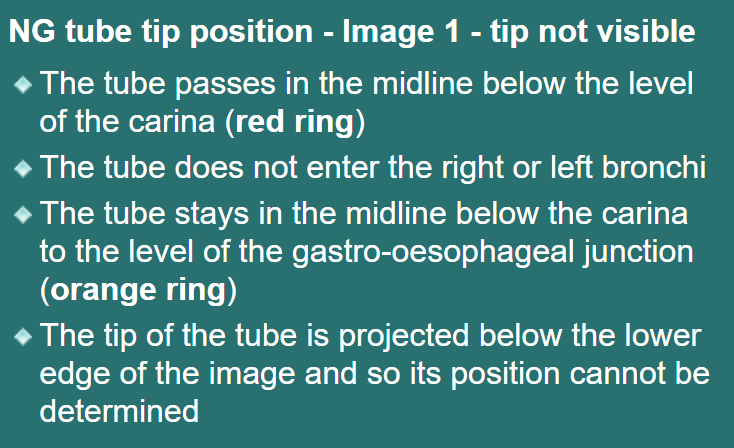 NG tube tip position - Image 1 - tip not visible
The tube passes in the midline below the level
of the carina (red ring)
The tube does not enter the right or left bronchi
The tube stays in the midline below the carina
to the level of the gastro-oesophageal junction
(orange ring)
The tip of the tube is projected below the lower
edge of the image and so its position cannot be
determined